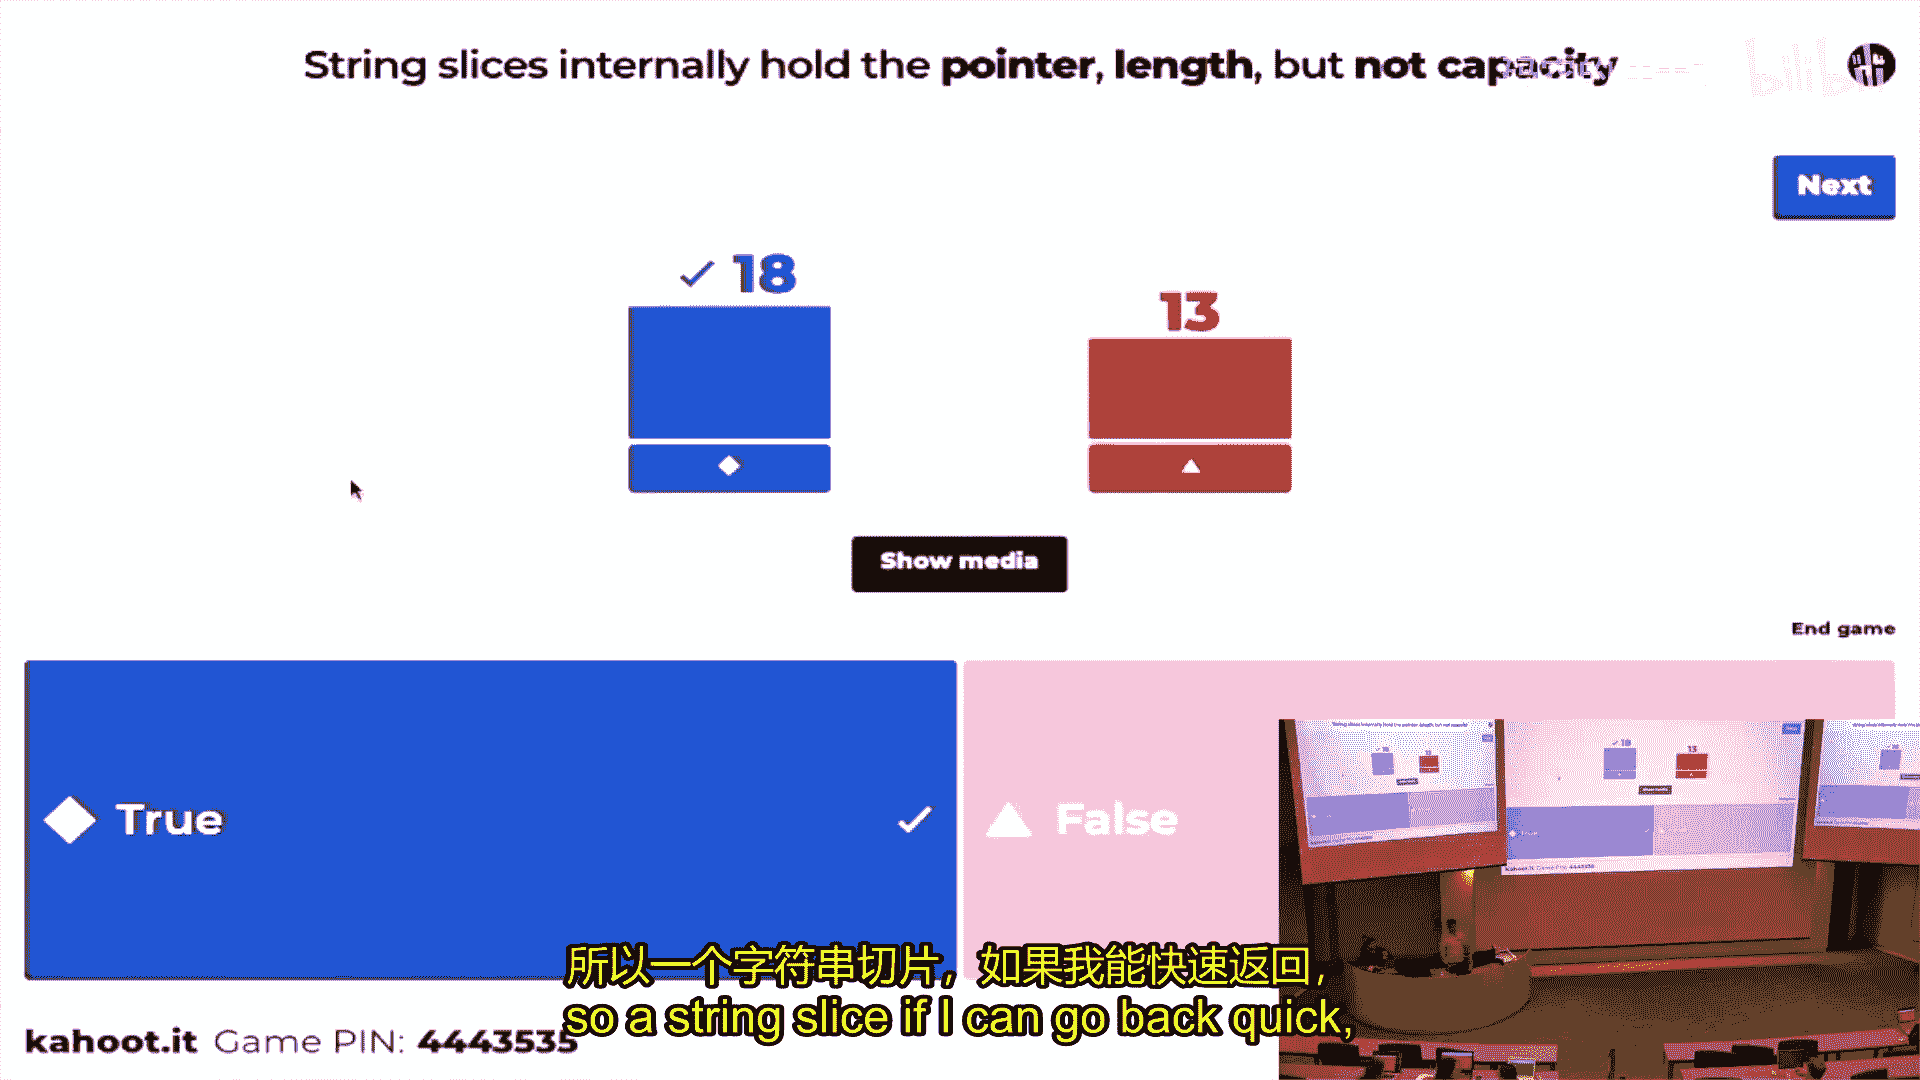 String slices internally hold the pointer, length, but not capacity
bilibili
Next
18
13
Show media
End game
True
False
所以一个字符串切片，如果我能快速返回，
so a string slice if I can go back quick,
kahoot.it Game PIN: 4443535